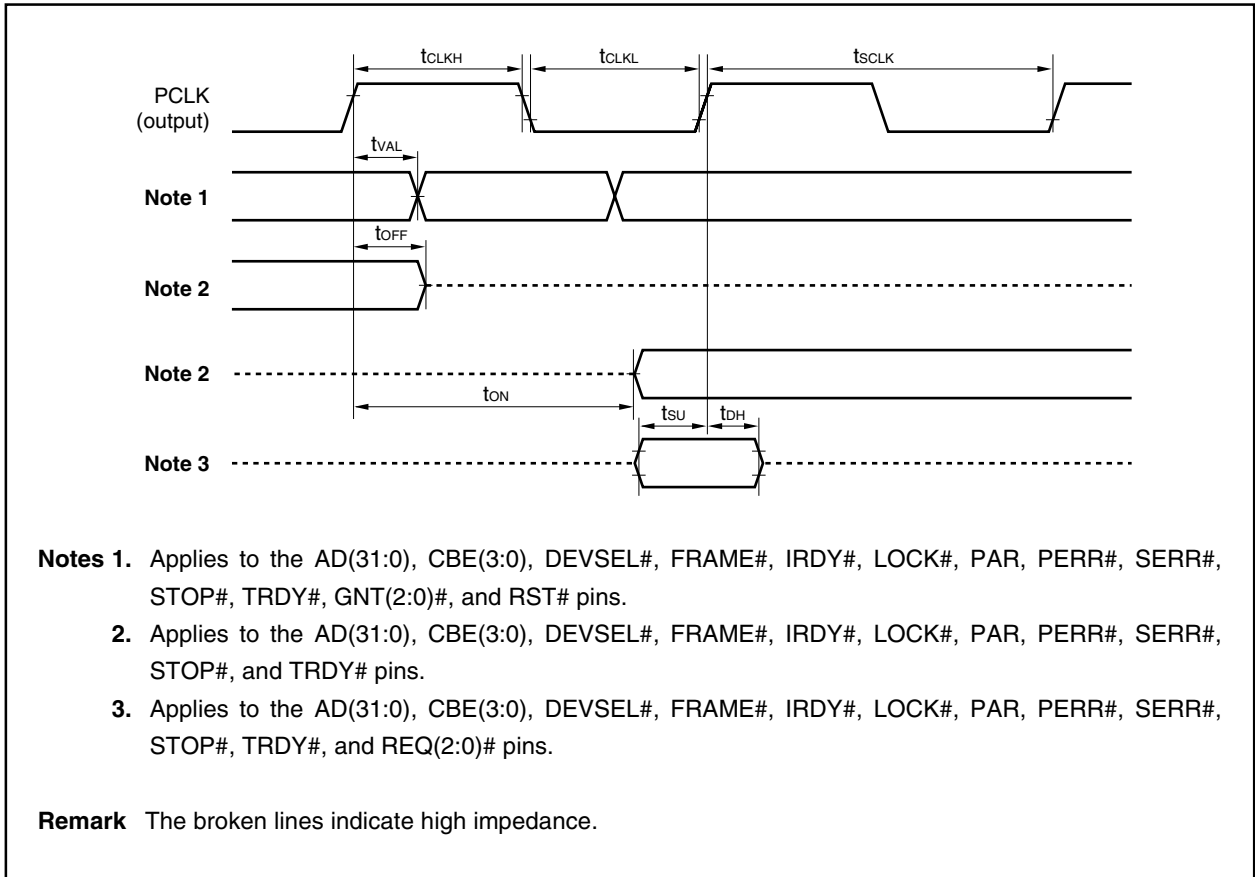 tCLKH tCLKL tSCLK
PCLK
(output)
tVAL
Note 1
tOFF
Note 2
Note 2
tON
tSU tDH
Note 3
Notes 1. Applies to the AD(31:0), CBE(3:0), DEVSEL#, FRAME#, IRDY#, LOCK#, PAR, PERR#, SERR#,
STOP#, TRDY#, GNT(2:0)#, and RST# pins.
2. Applies to the AD(31:0), CBE(3:0), DEVSEL#, FRAME#, IRDY#, LOCK#, PAR, PERR#, SERR#,
STOP#, and TRDY# pins.
3. Applies to the AD(31:0), CBE(3:0), DEVSEL#, FRAME#, IRDY#, LOCK#, PAR, PERR#, SERR#,
STOP#, TRDY#, and REQ(2:0)# pins.
Remark The broken lines indicate high impedance.